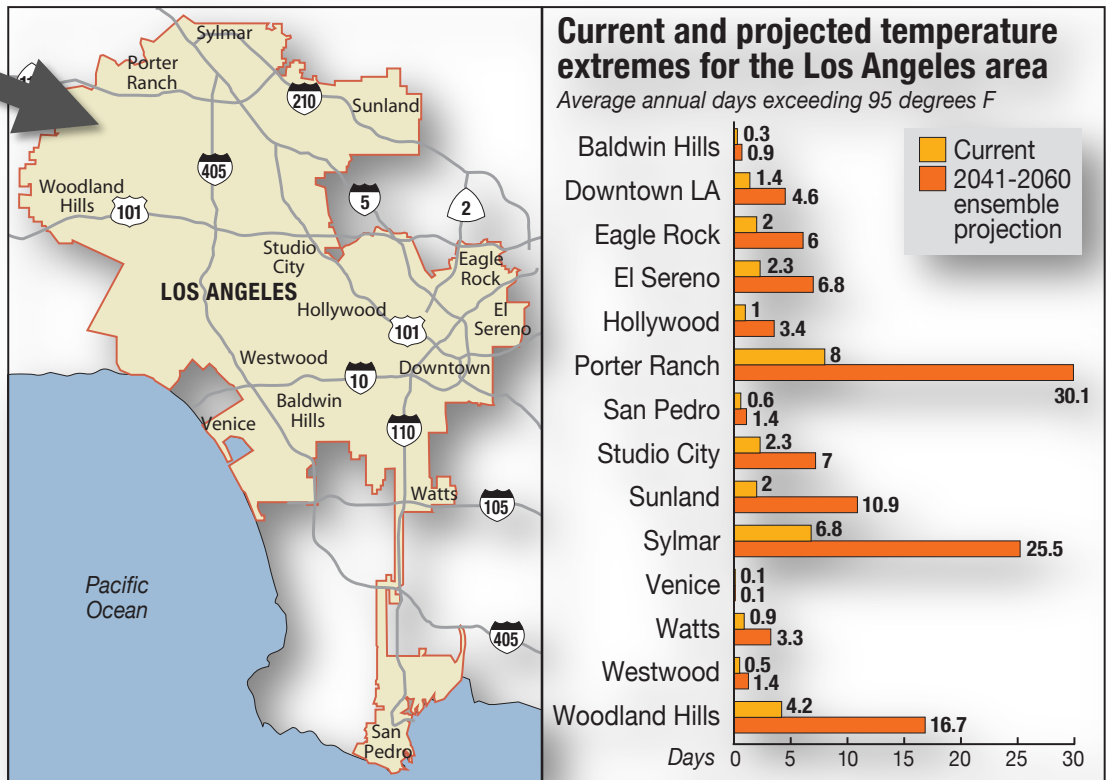 Sylmar
Porter
Ranch
210
Sunland
405
5
2
Woodland
Hills
101
Studio
City
Eagle
Rock
LOS ANGELES
Hollywood
101
El
Sereno
Westwood
10
Downtown
Baldwin
Hills
Venice
110
Watts
105
Pacific
Ocean
405
San
Pedro
Current and projected temperature
extremes for the Los Angeles area
Average annual days exceeding 95 degrees F
Current
2041-2060
ensemble
projection
Baldwin Hills 0.3
0.9
Downtown LA 1.4
4.6
Eagle Rock 2
6
El Sereno 2.3
6.8
Hollywood 1
3.4
Porter Ranch 8
30.1
San Pedro 0.6
1.4
Studio City 2.3
7
Sunland 2
10.9
Sylmar 6.8
25.5
Venice 0.1
0.1
Watts 0.9
3.3
Westwood 0.5
1.4
Woodland Hills 4.2
16.7
Days 0 5 10 15 20 25 30